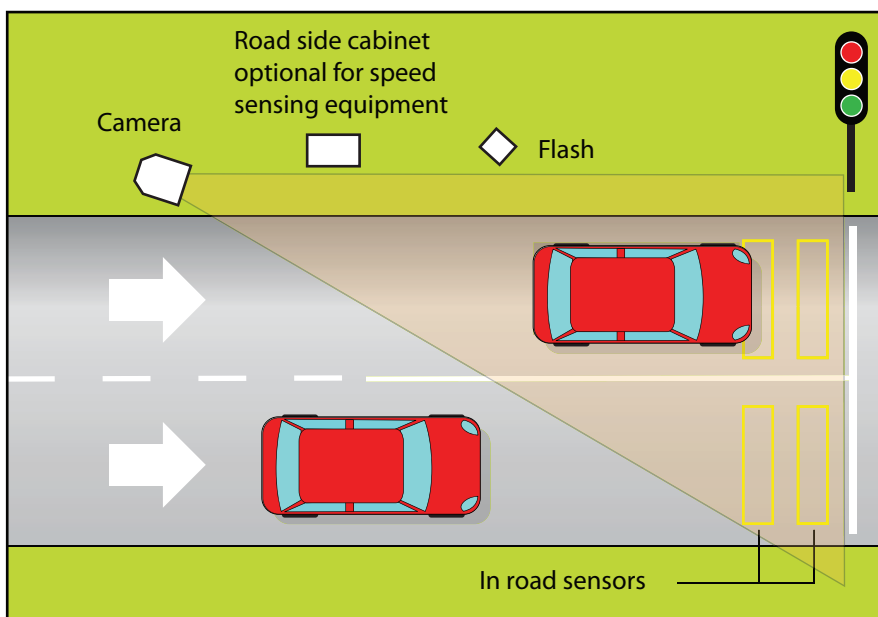 Road side cabinet
optional for speed
sensing equipment
Camera
Flash
In road sensors